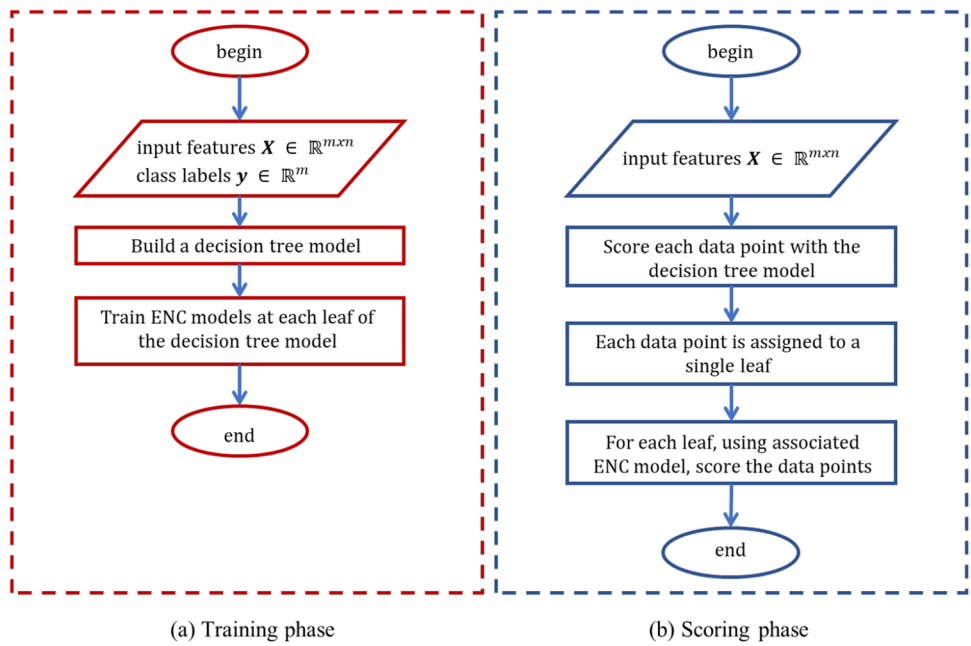 begin
input features X ∈ ℝ^{mxn}
class labels y ∈ ℝ^m
Build a decision tree model
Train ENC models at each leaf of
the decision tree model
end
(a) Training phase
begin
input features X ∈ ℝ^{mxn}
Score each data point with the
decision tree model
Each data point is assigned to a
single leaf
For each leaf, using associated
ENC model, score the data points
end
(b) Scoring phase